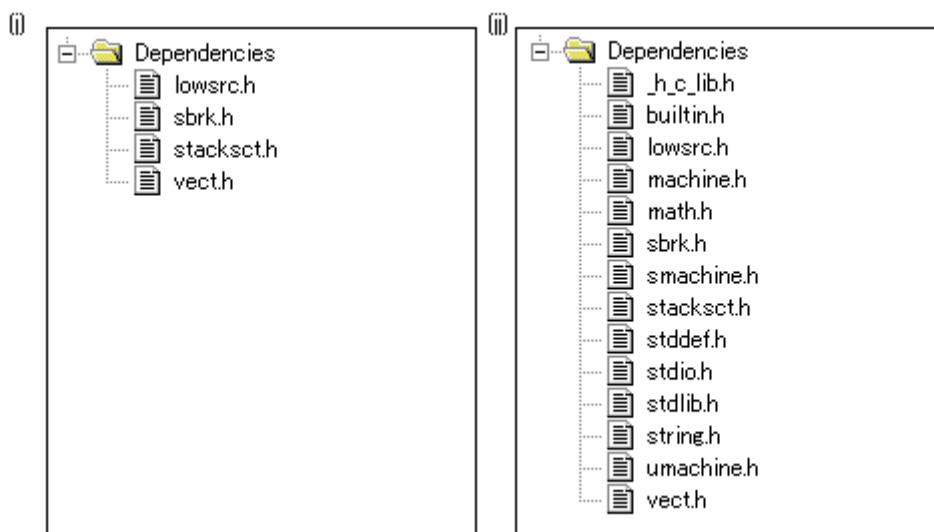 (i)
Dependencies
lowsrc.h
sbrk.h
stacksct.h
vect.h
(ii)
Dependencies
_h_c_lib.h
builtin.h
lowsrc.h
machine.h
math.h
sbrk.h
smachine.h
stacksct.h
stddef.h
stdio.h
stdlib.h
string.h
umachine.h
vect.h